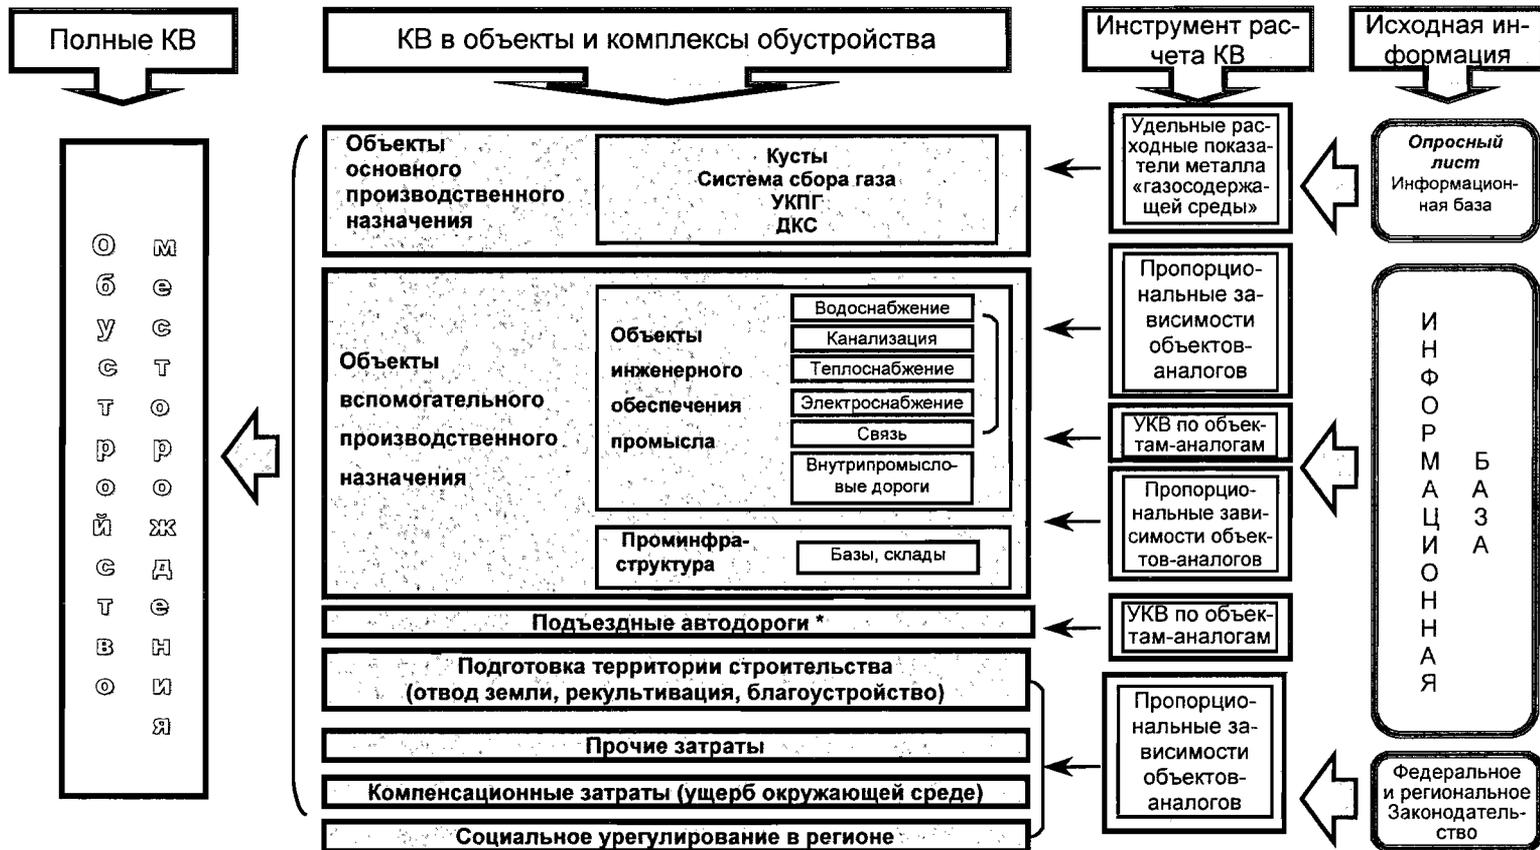 Полные КВ
КВ в объекты и комплексы обустройства
Инструмент рас-
чета КВ
Исходная ин-
формация
Обустройство
месторождения
Объекты
основного
производственного
назначения
Кусты
Система сбора газа
УКПГ
ДКС
Удельные рас-
ходные показа-
тели металла
«газосодержа-
щей среды»
Опросный
лист
Информацион-
ная база
Объекты
вспомогательного
производственного
назначения
Объекты
инженерного
обеспечения
промысла
Водоснабжение
Канализация
Теплоснабжение
Электроснабжение
Связь
Внутрипромысло-
вые дороги
Проминфра-
структура
Базы, склады
Пропорцио-
нальные за-
висимости
объектов-
аналогов
УКВ по объек-
там-аналогам
Пропорцио-
нальные зави-
симости объек-
тов-аналогов
ИНФОРМАЦИОННАЯ
БАЗА
Подъездные автодороги *
УКВ по объек-
там-аналогам
Подготовка территории строительства
(отвод земли, рекультивация, благоустройство)
Прочие затраты
Компенсационные затраты (ущерб окружающей среде)
Социальное урегулирование в регионе
Пропорцио-
нальные за-
висимости
объектов-
аналогов
Федеральное
и региональное
Законодатель-
ство